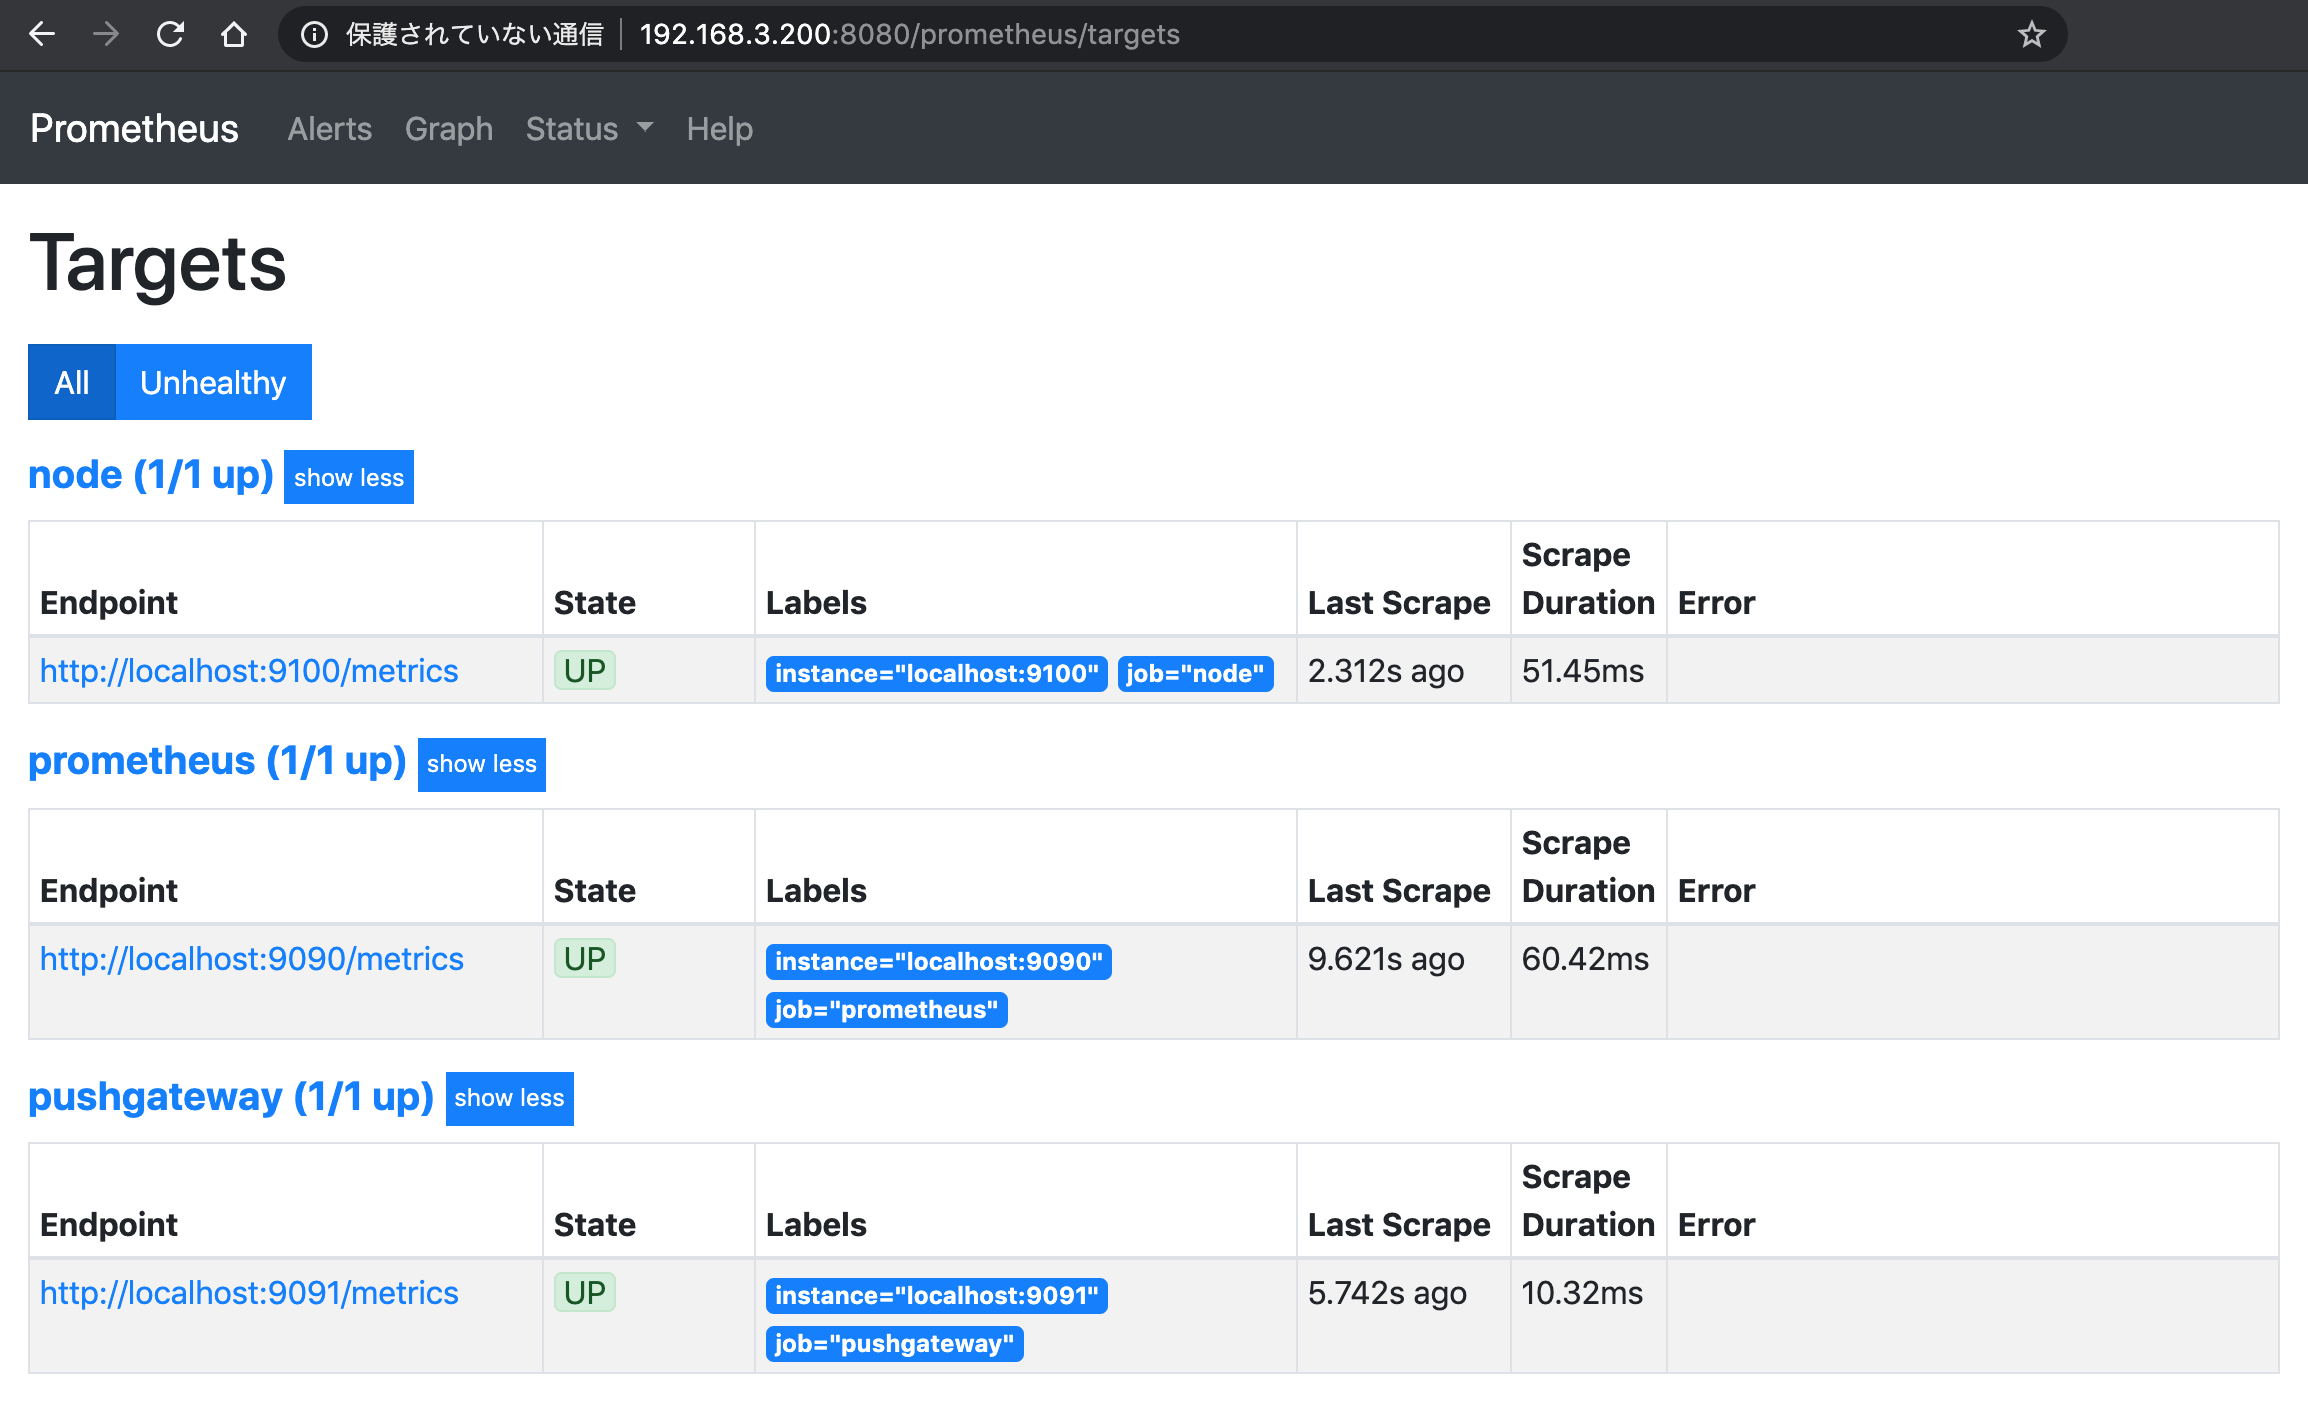 保護されていない通信 192.168.3.200:8080/prometheus/targets
Prometheus Alerts Graph Status Help
Targets
All Unhealthy
node (1/1 up) show less
Endpoint State Labels Last Scrape Scrape Duration Error
http://localhost:9100/metrics UP instance="localhost:9100" job="node" 2.312s ago 51.45ms
prometheus (1/1 up) show less
Endpoint State Labels Last Scrape Scrape Duration Error
http://localhost:9090/metrics UP instance="localhost:9090" 9.621s ago 60.42ms
job="prometheus"
pushgateway (1/1 up) show less
Endpoint State Labels Last Scrape Scrape Duration Error
http://localhost:9091/metrics UP instance="localhost:9091" 5.742s ago 10.32ms
job="pushgateway"